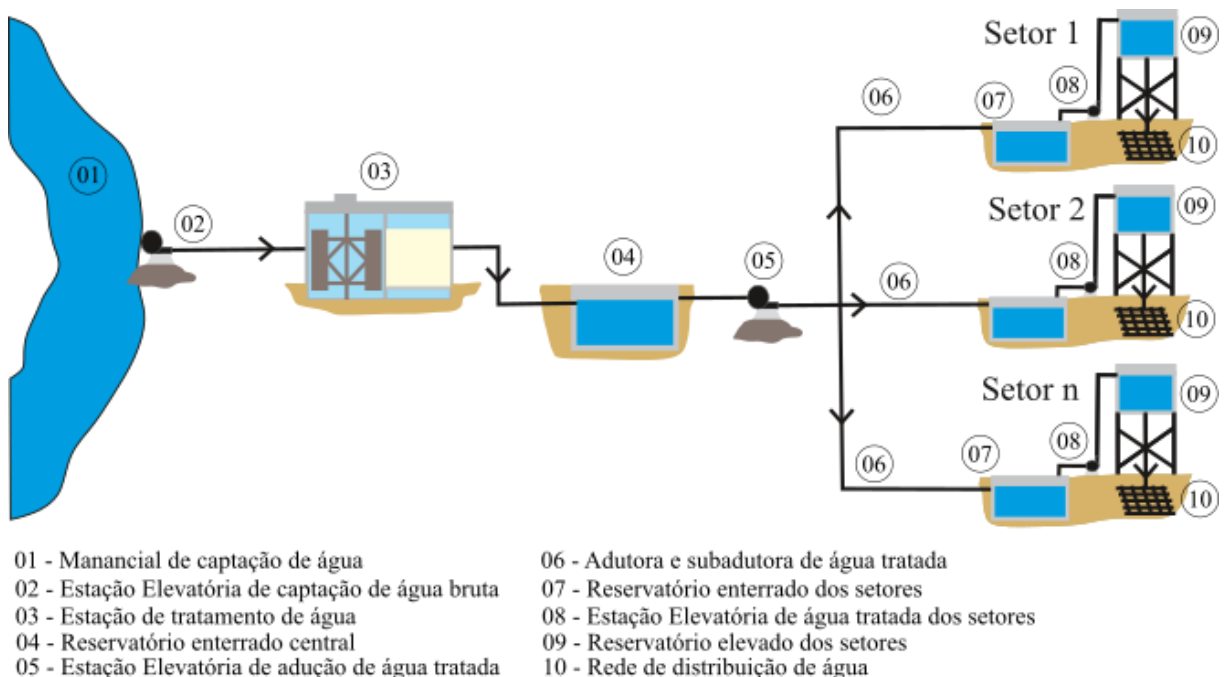 Setor 1
09
08
07
06
10
01
02
03
04
05
06
Setor 2
09
08
10
Setor n
09
08
07
06
10
01 - Manancial de captação de água
02 - Estação Elevatória de captação de água bruta
03 - Estação de tratamento de água
04 - Reservatório enterrado central
05 - Estação Elevatória de adução de água tratada
06 - Adutora e subadutora de água tratada
07 - Reservatório enterrado dos setores
08 - Estação Elevatória de água tratada dos setores
09 - Reservatório elevado dos setores
10 - Rede de distribuição de água